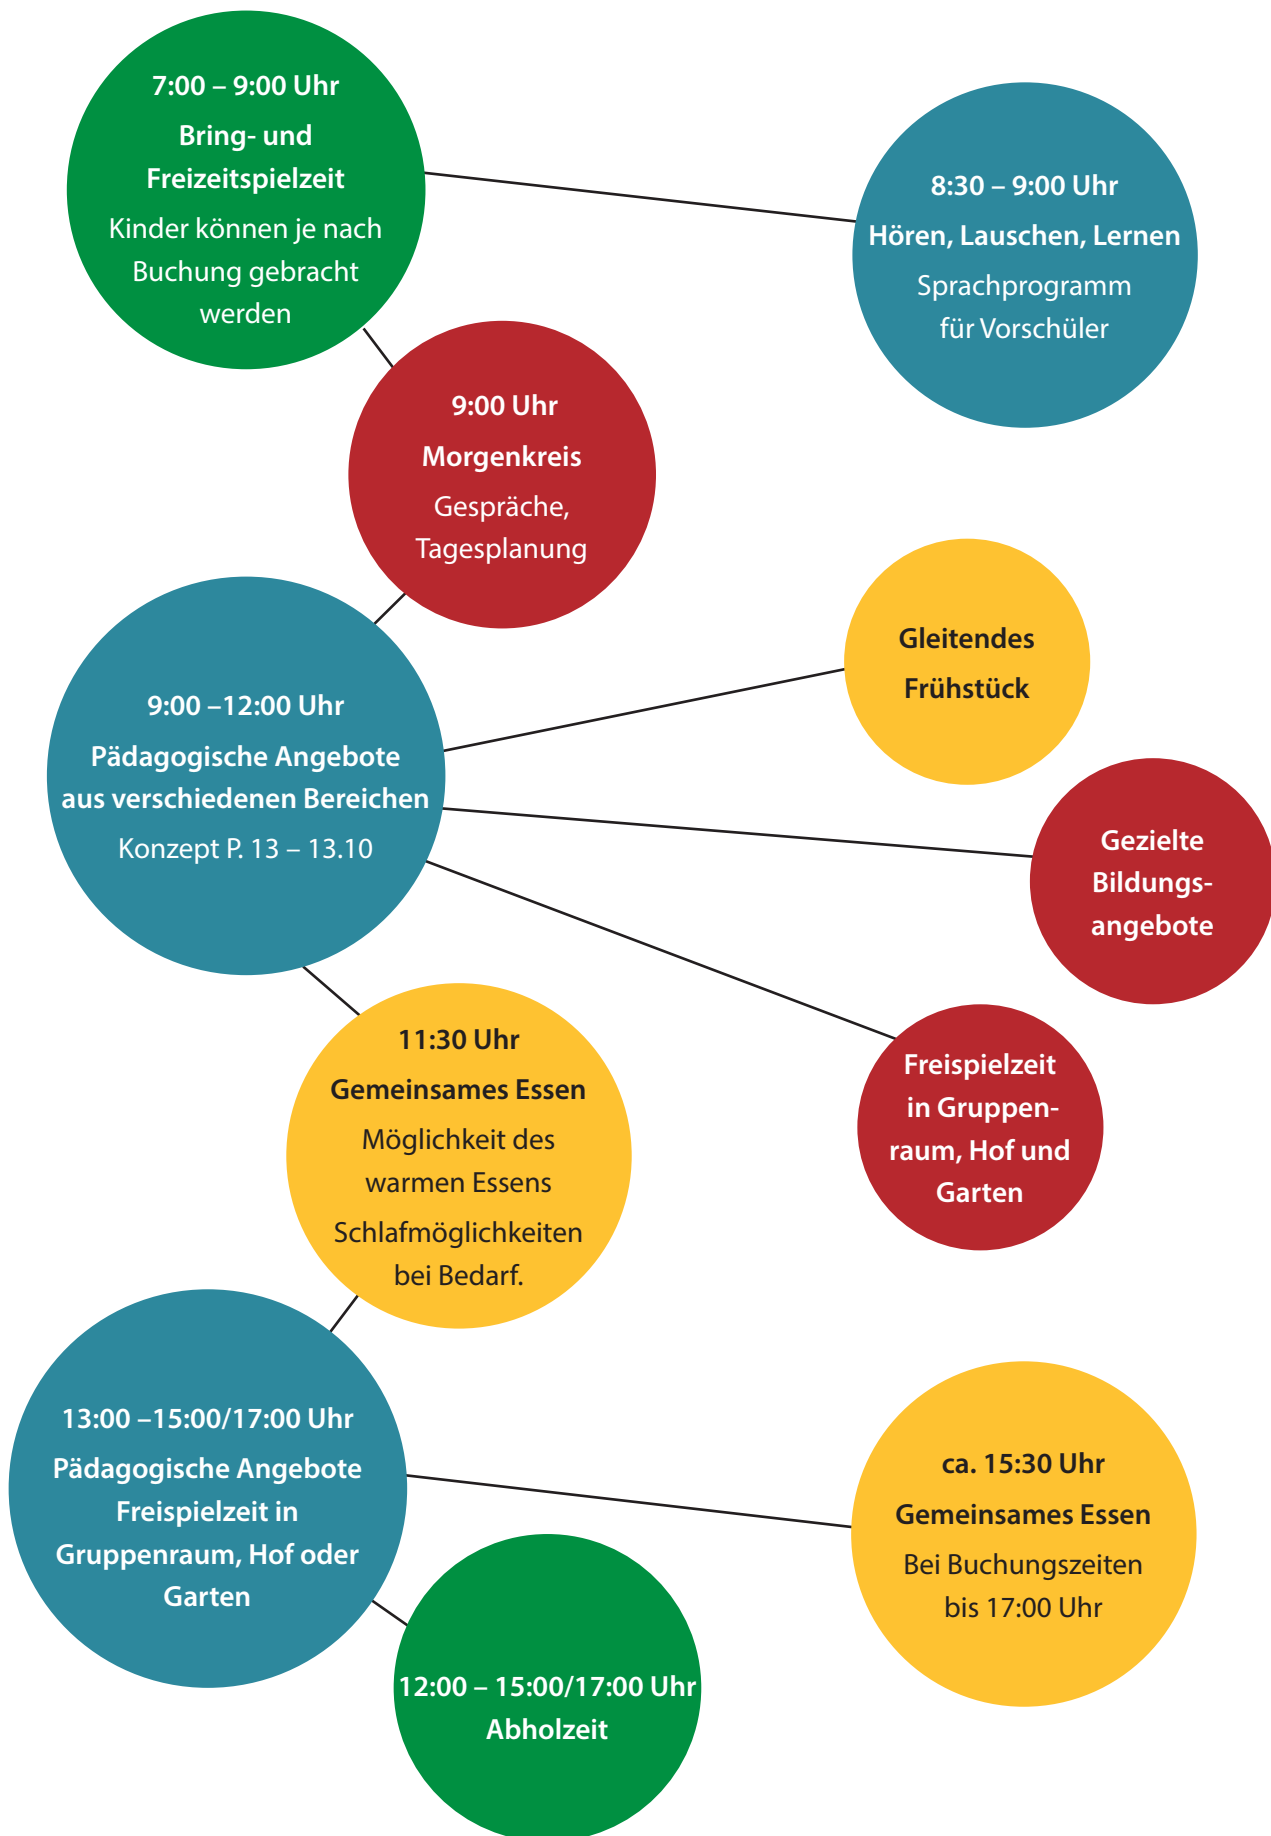 7:00 – 9:00 Uhr
Bring- und
Freizeitspielzeit
Kinder können je nach
Buchung gebracht
werden
8:30 – 9:00 Uhr
Hören, Lauschen, Lernen
Sprachprogramm
für Vorschüler
9:00 Uhr
Morgenkreis
Gespräche,
Tagesplanung
9:00 –12:00 Uhr
Pädagogische Angebote
aus verschiedenen Bereichen
Konzept P. 13 – 13.10
Gleitendes
Frühstück
Gezielte
Bildungs-
angebote
Freispielzeit
in Gruppen-
raum, Hof und
Garten
11:30 Uhr
Gemeinsames Essen
Möglichkeit des
warmen Essens
Schlafmöglichkeiten
bei Bedarf.
13:00 –15:00/17:00 Uhr
Pädagogische Angebote
Freispielzeit in
Gruppenraum, Hof oder
Garten
ca. 15:30 Uhr
Gemeinsames Essen
Bei Buchungszeiten
bis 17:00 Uhr
12:00 – 15:00/17:00 Uhr
Abholzeit